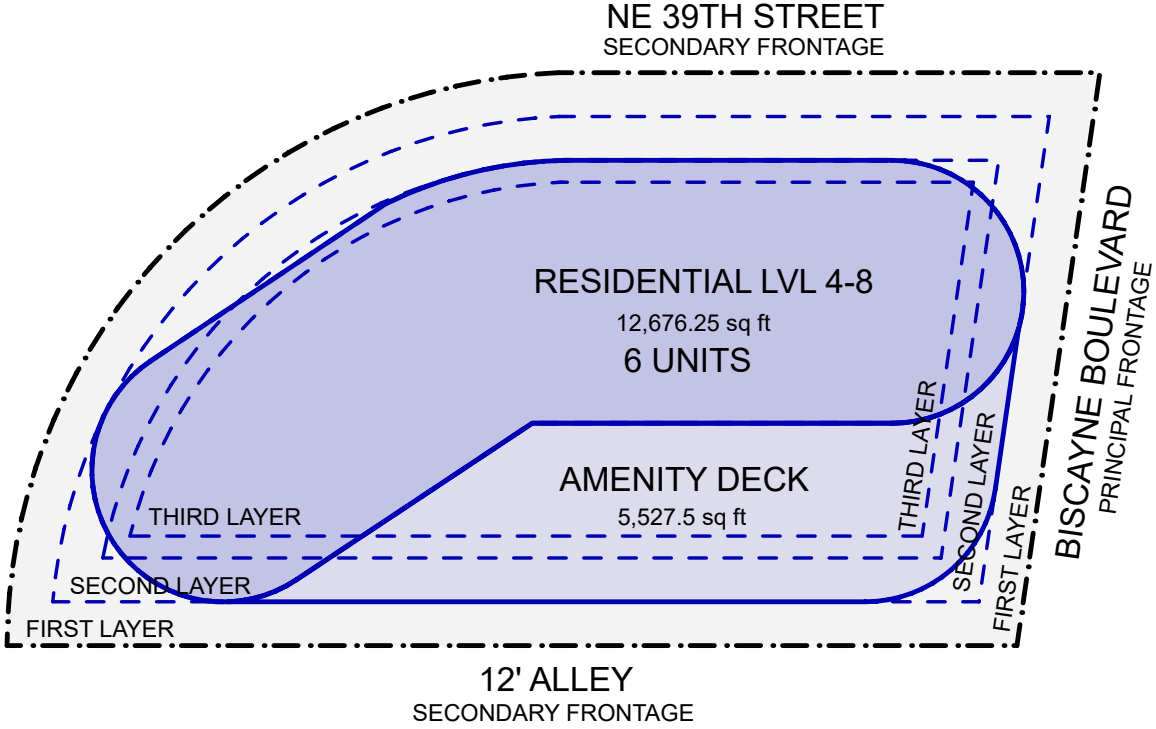 NE 39TH STREET
SECONDARY FRONTAGE
RESIDENTIAL LVL 4-8
12,676.25 sq ft
6 UNITS
AMENITY DECK
5,527.5 sq ft
THIRD LAYER
SECOND LAYER
FIRST LAYER
THIRD LAYER
SECOND LAYER
FIRST LAYER
BISCAYNE BOULEVARD
PRINCIPAL FRONTAGE
12' ALLEY
SECONDARY FRONTAGE